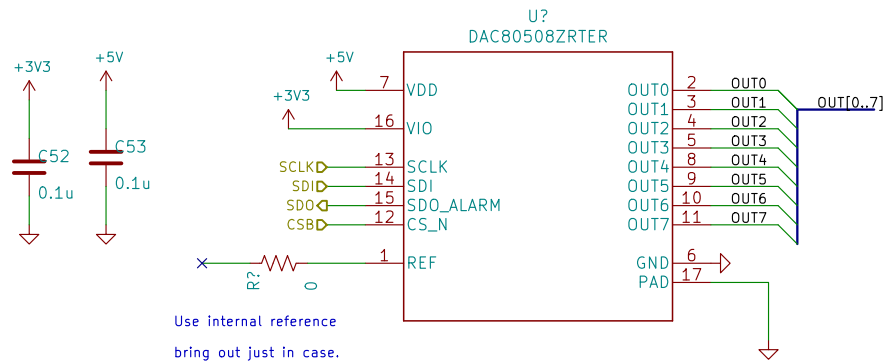 U?
DAC80508ZRTER
+3V3
+5V
C52
0.1u
C53
0.1u
+5V
7 VDD
+3V3
16 VIO
SCLK 13 SCLK
SDI 14 SDI
SDO 15 SDO_ALARM
CSB 12 CS_N
R? 0 1 REF
OUT0 2 OUT0
OUT1 3 OUT1
OUT2 4 OUT2
OUT3 5 OUT3
OUT4 8 OUT4
OUT5 9 OUT5
OUT6 10 OUT6
OUT7 11 OUT7
GND 6
PAD 17
OUT[0..7]
Use internal reference
bring out just in case.